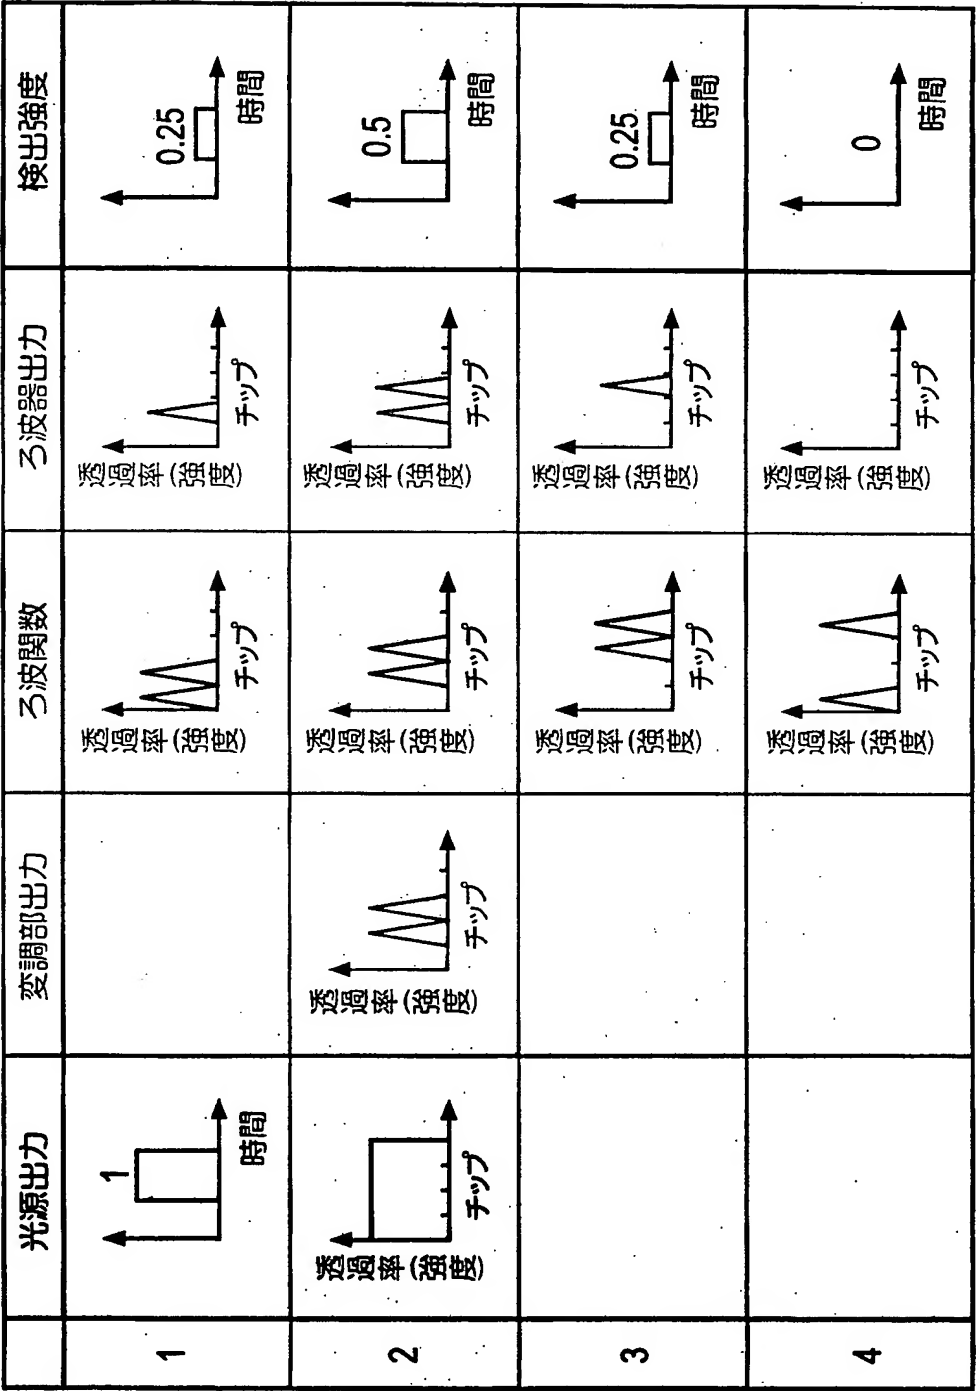 光源出力
変調部出力
ろ波関数
ろ波器出力
検出強度
1
1
時間
透過率(強度)
チップ
透過率(強度)
チップ
0.25
時間
2
透過率(強度)
チップ
透過率(強度)
チップ
透過率(強度)
チップ
透過率(強度)
チップ
0.5
時間
3
透過率(強度)
チップ
透過率(強度)
チップ
0.25
時間
4
透過率(強度)
チップ
透過率(強度)
チップ
0
時間